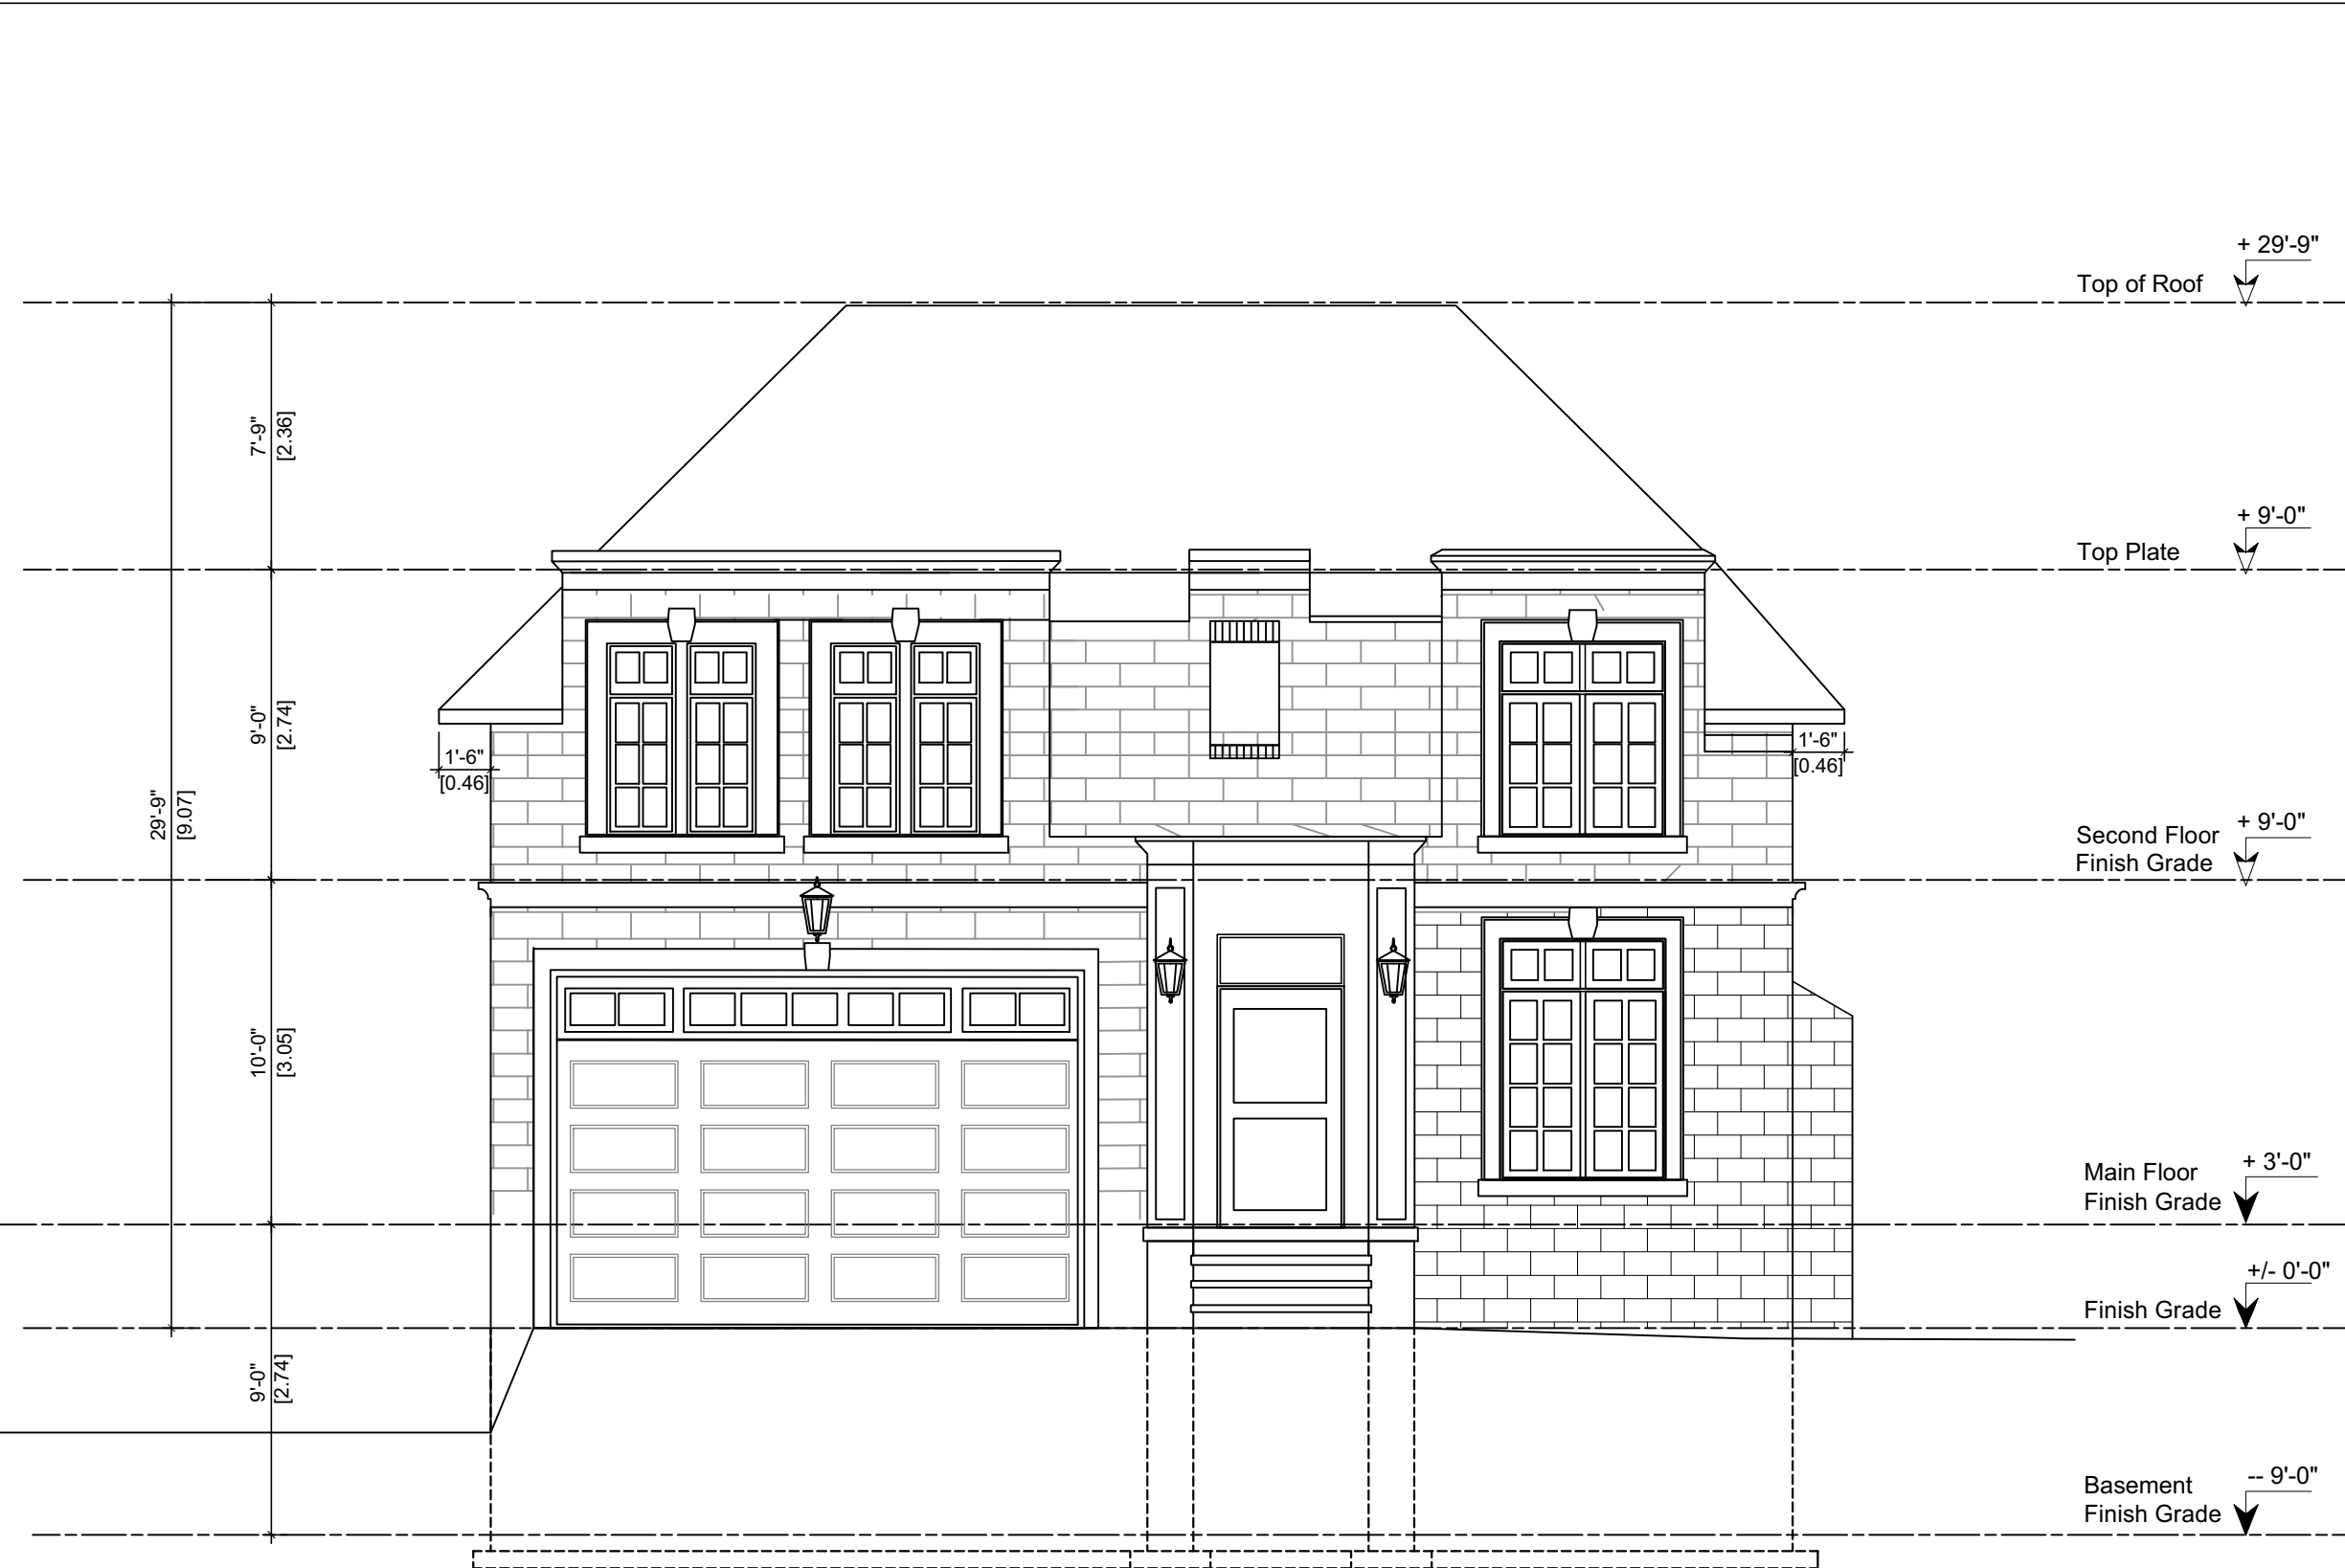 + 29'-9"
Top of Roof
7'-9"
[2.36]
+ 9'-0"
Top Plate
9'-0"
[2.74]
1'-6"
[0.46]
1'-6"
[0.46]
29'-9"
[9.07]
+ 9'-0"
Second Floor
Finish Grade
10'-0"
[3.05]
+ 3'-0"
Main Floor
Finish Grade
+/- 0'-0"
Finish Grade
9'-0"
[2.74]
-- 9'-0"
Basement
Finish Grade